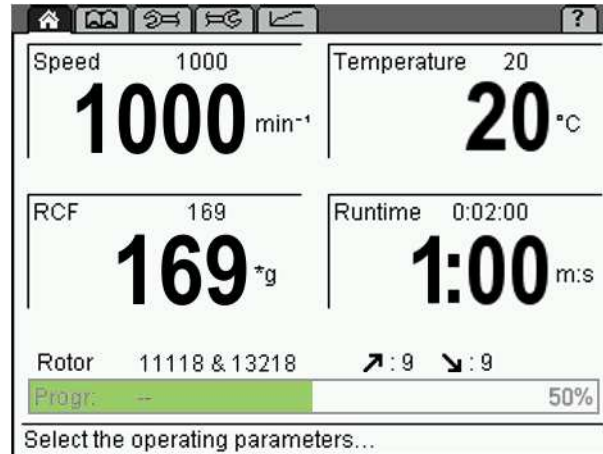 ?
Speed 1000
1000 min⁻¹
Temperature 20
20 °C
RCF 169
169 *g
Runtime 0:02:00
1:00 m:s
Rotor 11118 & 13218 ↗: 9 ↘: 9
Progr: -- 50%
Select the operating parameters...